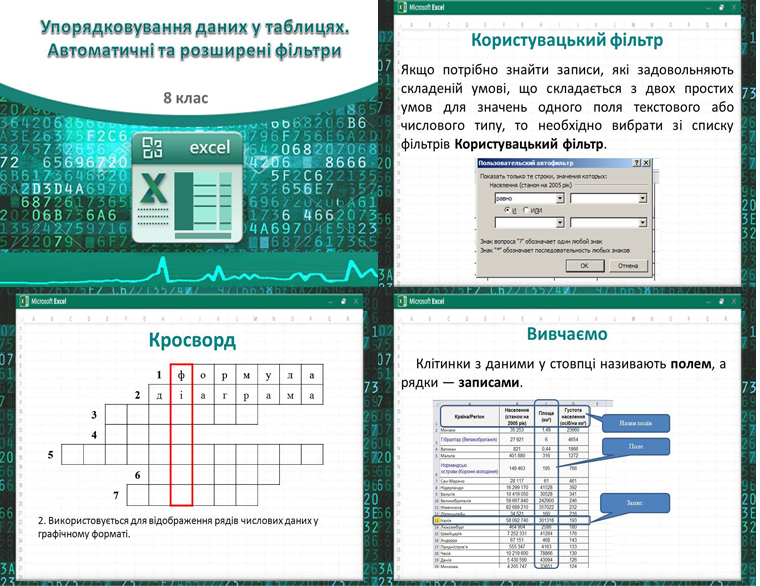 Упорядковування даних у таблицях.
Автоматичні та розширені фільтри
8 клас
excel
Microsoft Excel
Користувацький фільтр
Якщо потрібно знайти записи, які задовольняють
складеній умові, що складається з двох простих
умов для значень одного поля текстового або
числового типу, то необхідно вибрати зі списку
фільтрів Користувацький фільтр.
Пользовательский автофильтр
Показать только те строки, значения которых:
Населення (станом на 2005 рік)
равно
И ИЛИ
Знак вопроса "?" обозначает один любой знак
Знак "*" обозначает последовательность любых знаков
OK Отмена
Microsoft Excel
Кросворд
1 ф о р м у л а
2 д і а г р а м а
3
4
5
6
7
2. Використовується для відображення рядів числових даних у
графічному форматі.
Microsoft Excel
Вивчаємо
Клітинки з даними у стовпці називають полем, а
рядки — записами.
Країна/Регіон
Населення (станом на 2005 рік)
Площа (км²)
Густота населення (осіб/на км²)
Назви полів
Поле
Запис
Монако 35 253 1,49 23660
Гібралтар (Великобританія) 27 921 6 4654
Ватикан 821 0,44 1866
Мальта 401 880 316 1272
Нормандські острови (Коронні володіння) 149 463 195 766
Сан-Марино 28 117 61 461
Нідерланди 16 299 170 41528 392
Бельгія 10 419 050 30528 341
Великобританія 59 667 840 242900 246
Німеччина 82 689 210 357022 232
Ліхтенштейн 34 521 160 216
Італія 58 092 740 301318 193
Люксембург 464 904 2586 180
Швейцарія 7 252 331 41284 176
Андорра 67 151 468 143
Придністров'я 555 347 4163 133
Чехія 10 219 600 78866 130
Данія 5 430 590 43094 126
Молдова 4 205 747 33851 124